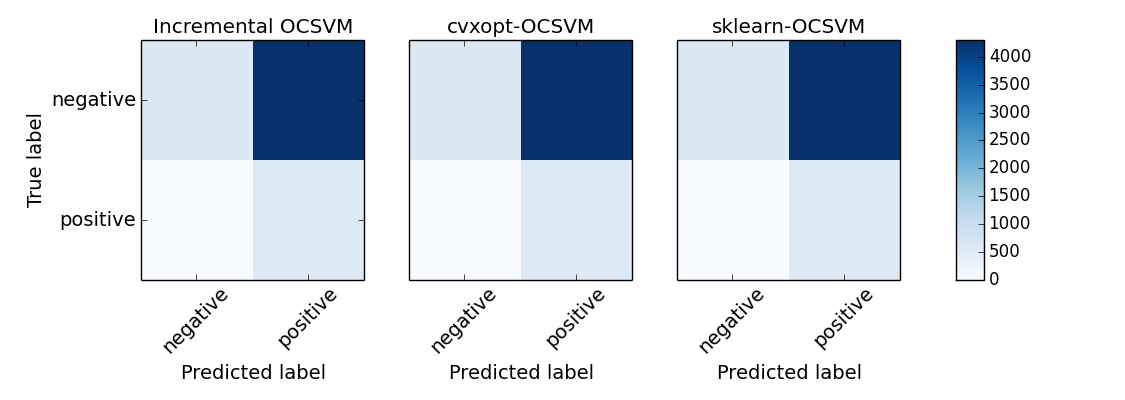 Incremental OCSVM
cvxopt-OCSVM
sklearn-OCSVM
True label
negative
positive
negative
positive
negative
positive
negative
positive
Predicted label
Predicted label
Predicted label
4000
3500
3000
2500
2000
1500
1000
500
0